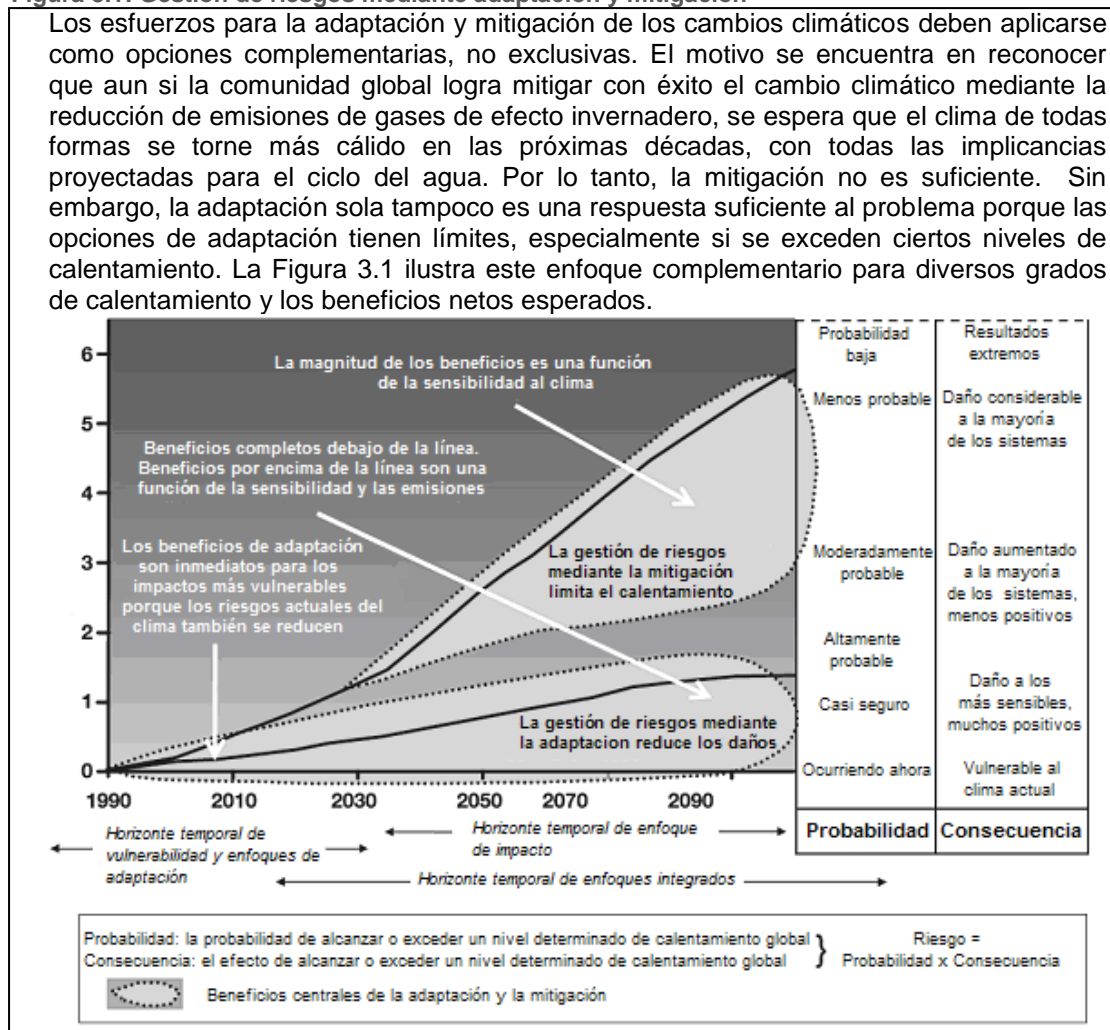 Figura 3.1. Gestión de riesgos mediante adaptación y mitigación
Los esfuerzos para la adaptación y mitigación de los cambios climáticos deben aplicarse
como opciones complementarias, no exclusivas. El motivo se encuentra en reconocer
que aun si la comunidad global logra mitigar con éxito el cambio climático mediante la
reducción de emisiones de gases de efecto invernadero, se espera que el clima de todas
formas se torne más cálido en las próximas décadas, con todas las implicancias
proyectadas para el ciclo del agua. Por lo tanto, la mitigación no es suficiente. Sin
embargo, la adaptación sola tampoco es una respuesta suficiente al problema porque las
opciones de adaptación tienen límites, especialmente si se exceden ciertos niveles de
calentamiento. La Figura 3.1 ilustra este enfoque complementario para diversos grados
de calentamiento y los beneficios netos esperados.
6
5
4
3
2
1
0
La magnitud de los beneficios es una función
de la sensibilidad al clima
Beneficios completos debajo de la línea.
Beneficios por encima de la línea son una
función de la sensibilidad y las emisiones
Los beneficios de adaptación
son inmediatos para los
impactos más vulnerables
porque los riesgos actuales del
clima también se reducen
La gestión de riesgos
mediante la mitigación
limita el calentamiento
La gestión de riesgos mediante
la adaptacion reduce los daños
1990 2010 2030 2050 2070 2090
Probabilidad
baja
Menos probable
Moderadamente
probable
Altamente
probable
Casi seguro
Ocurriendo ahora
Probabilidad
Resultados
extremos
Daño considerable
a la mayoría
de los sistemas
Daño aumentado
a la mayoría
de los sistemas,
menos positivos
Daño a los
más sensibles,
muchos positivos
Vulnerable al
clima actual
Consecuencia
Horizonte temporal de
vulnerabilidad y enfoques de
adaptación
Horizonte temporal de enfoque
de impacto
Horizonte temporal de enfoques integrados
Probabilidad: la probabilidad de alcanzar o exceder un nivel determinado de calentamiento global
Consecuencia: el efecto de alcanzar o exceder un nivel determinado de calentamiento global
}
Riesgo =
Probabilidad x Consecuencia
Beneficios centrales de la adaptación y la mitigación